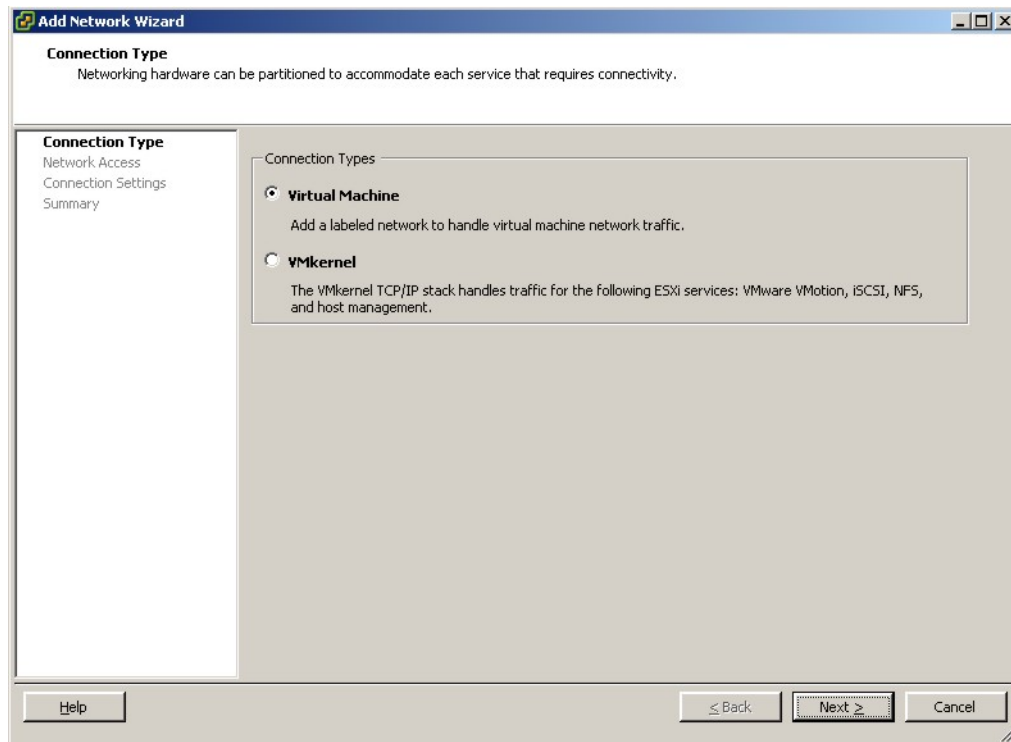 Add Network Wizard
Connection Type
Networking hardware can be partitioned to accommodate each service that requires connectivity.
Connection Type
Network Access
Connection Settings
Summary
Connection Types
Virtual Machine
Add a labeled network to handle virtual machine network traffic.
VMkernel
The VMkernel TCP/IP stack handles traffic for the following ESXi services: VMware VMotion, iSCSI, NFS,
and host management.
Help
< Back
Next >
Cancel